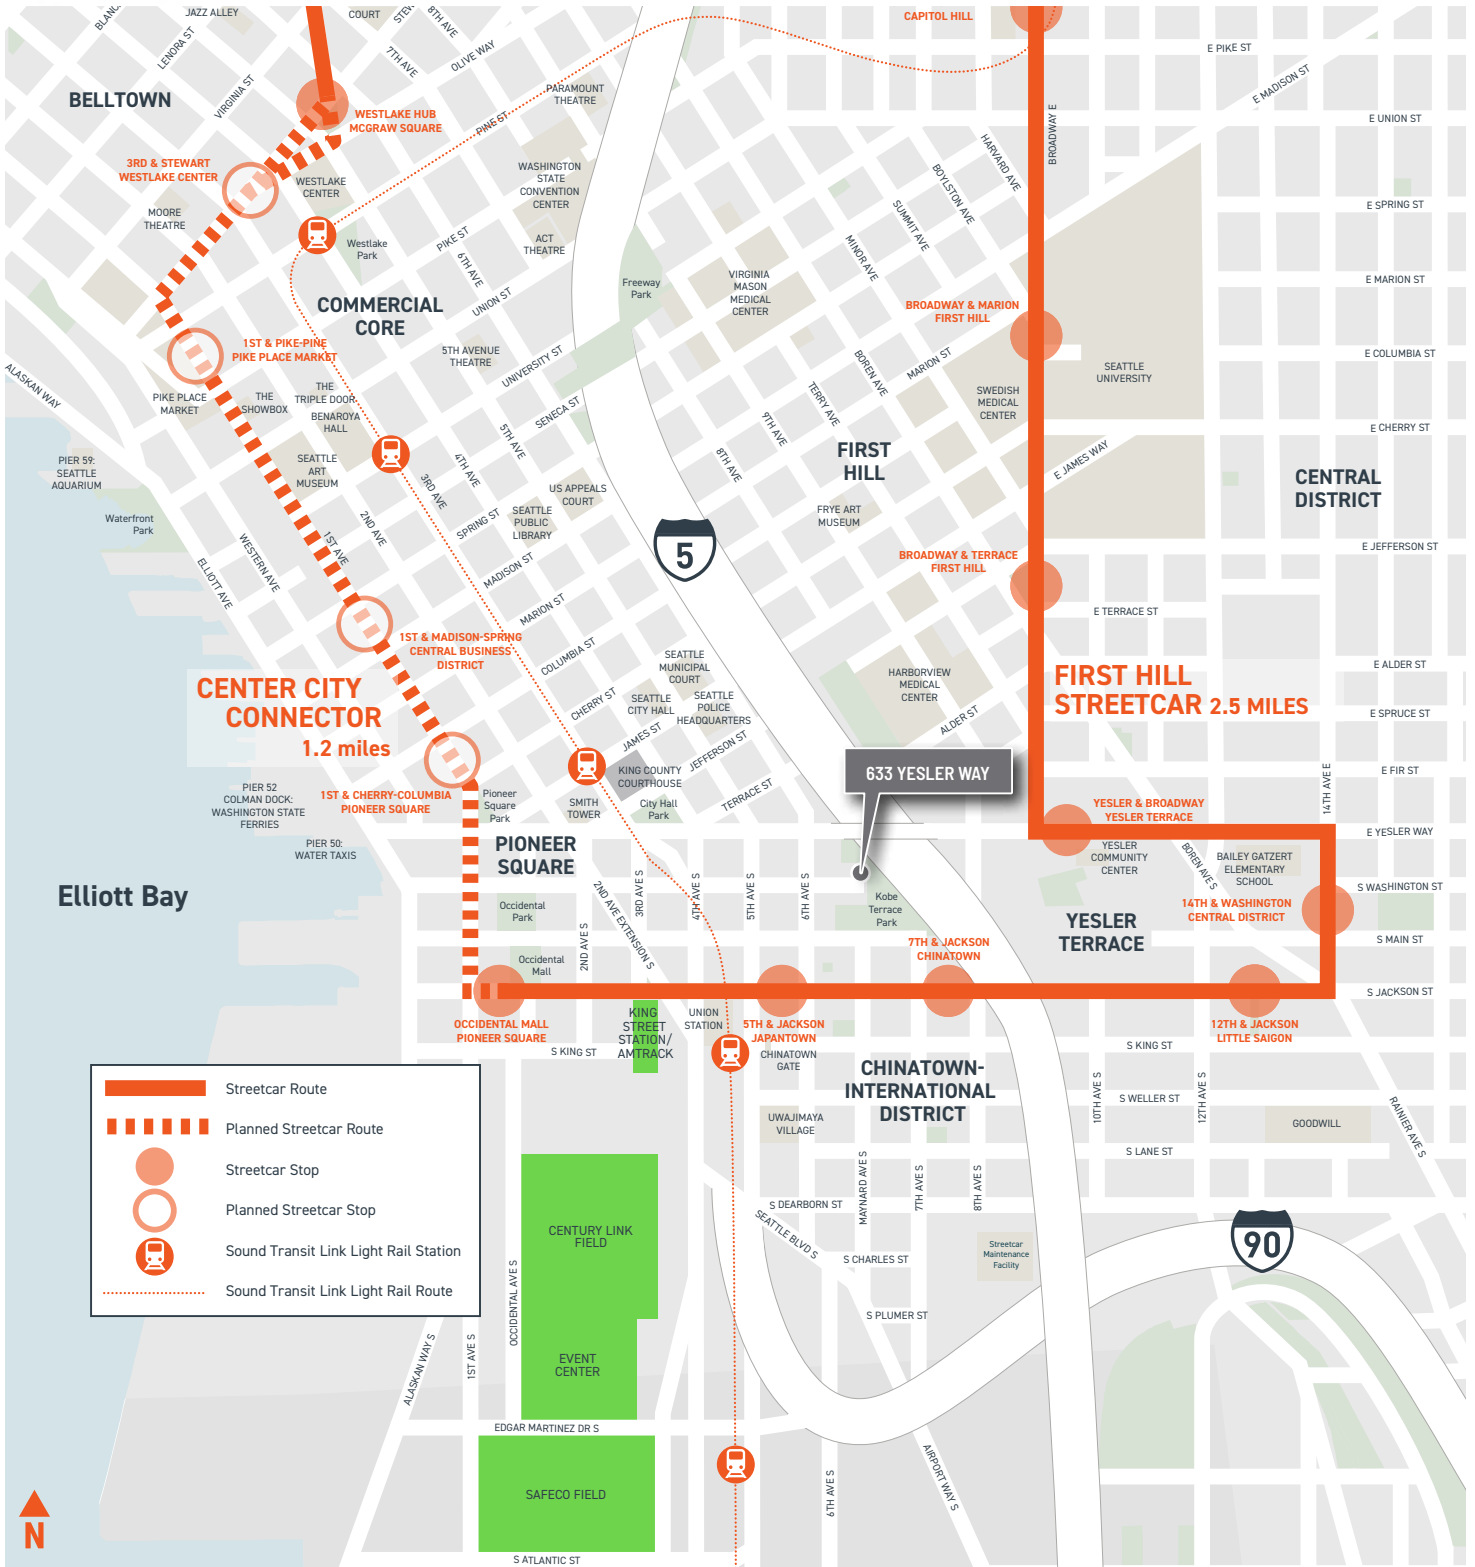 BLANC
JAZZ ALLEY
LENORA ST
VIRGINIA ST
COURT
STEW
8TH AVE
7TH AVE
OLIVE WAY
CAPITOL HILL
E PIKE ST
E MADISON ST
E UNION ST
BELLTOWN
PARAMOUNT
THEATRE
PINE ST
WESTLAKE HUB
MCGRAW SQUARE
3RD & STEWART
WESTLAKE CENTER
WESTLAKE
CENTER
WASHINGTON
STATE
CONVENTION
CENTER
BROADWAY E
HARVARD AVE
BOYLSTON AVE
SUMMIT AVE
MINOR AVE
E SPRING ST
MOORE
THEATRE
Westlake
Park
PIKE ST
6TH AVE
ACT
THEATRE
UNION ST
Freeway
Park
VIRGINIA
MASON
MEDICAL
CENTER
E MARION ST
COMMERCIAL
CORE
BROADWAY & MARION
FIRST HILL
1ST & PIKE-PINE
PIKE PLACE MARKET
5TH AVENUE
THEATRE
UNIVERSITY ST
BOREN AVE
MARION ST
E COLUMBIA ST
SEATTLE
UNIVERSITY
ALASKAN WAY
PIKE PLACE
MARKET
THE
SHOWBOX
THE
TRIPLE DOOR
BENAROYA
HALL
SENECA ST
5TH AVE
TERRY AVE
9TH AVE
8TH AVE
SWEDISH
MEDICAL
CENTER
E CHERRY ST
PIER 59:
SEATTLE
AQUARIUM
SEATTLE
ART
MUSEUM
4TH AVE
3RD AVE
FIRST
HILL
E JAMES WAY
CENTRAL
DISTRICT
US APPEALS
COURT
SEATTLE
PUBLIC
LIBRARY
SPRING ST
FRYE ART
MUSEUM
Waterfront
Park
2ND AVE
1ST AVE
WESTERN AVE
ELLIOTT AVE
MADISON ST
5
BROADWAY & TERRACE
FIRST HILL
E JEFFERSON ST
MARION ST
E TERRACE ST
1ST & MADISON-SPRING
CENTRAL BUSINESS
DISTRICT
COLUMBIA ST
SEATTLE
MUNICIPAL
COURT
HARBORVIEW
MEDICAL
CENTER
E ALDER ST
CENTER CITY
CONNECTOR
1.2 miles
CHERRY ST
SEATTLE
CITY HALL
SEATTLE
POLICE
HEADQUARTERS
FIRST HILL
STREETCAR 2.5 MILES
ALDER ST
E SPRUCE ST
JAMES ST
JEFFERSON ST
KING COUNTY
COURTHOUSE
TERRACE ST
633 YESLER WAY
E FIR ST
14TH AVE E
PIER 52
COLMAN DOCK:
WASHINGTON STATE
FERRIES
1ST & CHERRY-COLUMBIA
PIONEER SQUARE
Pioneer
Square
Park
SMITH
TOWER
City Hall
Park
YESLER & BROADWAY
YESLER TERRACE
E YESLER WAY
PIER 50:
WATER TAXIS
PIONEER
SQUARE
YESLER
COMMUNITY
CENTER
BOREN AVE S
BAILEY GATZERT
ELEMENTARY
SCHOOL
Elliott Bay
2ND AVE EXTENSION S
3RD AVE S
4TH AVE S
5TH AVE S
6TH AVE S
Kobe
Terrace
Park
S WASHINGTON ST
14TH & WASHINGTON
CENTRAL DISTRICT
Occidental
Park
YESLER
TERRACE
2ND AVE S
Occidental
Mall
7TH & JACKSON
CHINATOWN
S MAIN ST
S JACKSON ST
OCCIDENTAL MALL
PIONEER SQUARE
KING
STREET
STATION/
AMTRACK
UNION
STATION
5TH & JACKSON
JAPANTOWN
12TH & JACKSON
LITTLE SAIGON
S KING ST
CHINATOWN
GATE
S KING ST
CHINATOWN-
INTERNATIONAL
DISTRICT
10TH AVE S
S WELLER ST
12TH AVE S
UWAJIMAYA
VILLAGE
GOODWILL
RAINIER AVE S
S LANE ST
Streetcar Route
Planned Streetcar Route
Streetcar Stop
Planned Streetcar Stop
Sound Transit Link Light Rail Station
Sound Transit Link Light Rail Route
MAYNARD AVE S
7TH AVE S
8TH AVE S
S DEARBORN ST
SEATTLE BLVD S
CENTURY LINK
FIELD
S CHARLES ST
Streetcar
Maintenance
Facility
90
OCCIDENTAL AVE S
S PLUMER ST
ALASKAN WAY S
1ST AVE S
EVENT
CENTER
EDGAR MARTINEZ DR S
SAFECO FIELD
6TH AVE S
AIRPORT WAY S
N
S ATLANTIC ST